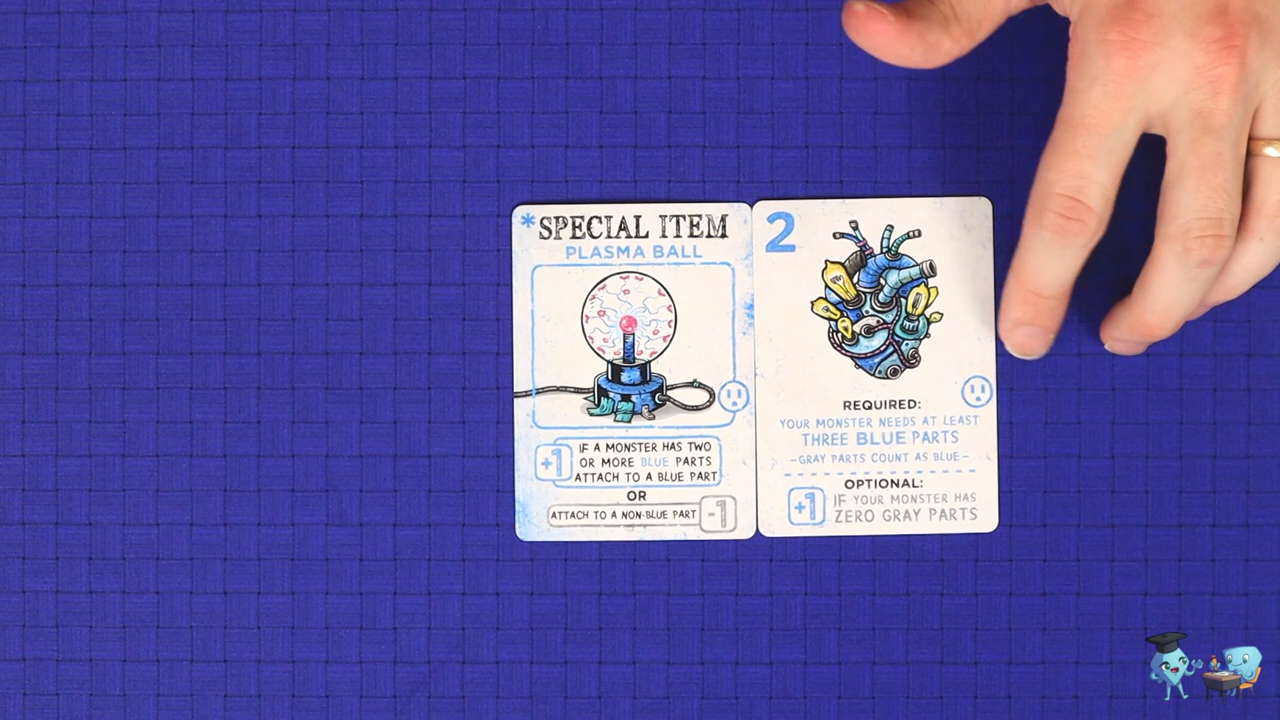 * SPECIAL ITEM
PLASMA BALL
+1
IF A MONSTER HAS TWO
OR MORE BLUE PARTS
ATTACH TO A BLUE PART
OR
ATTACH TO A NON-BLUE PART -1
2
REQUIRED:
YOUR MONSTER NEEDS AT LEAST
THREE BLUE PARTS
-GRAY PARTS COUNT AS BLUE-
OPTIONAL:
+1
IF YOUR MONSTER HAS
ZERO GRAY PARTS